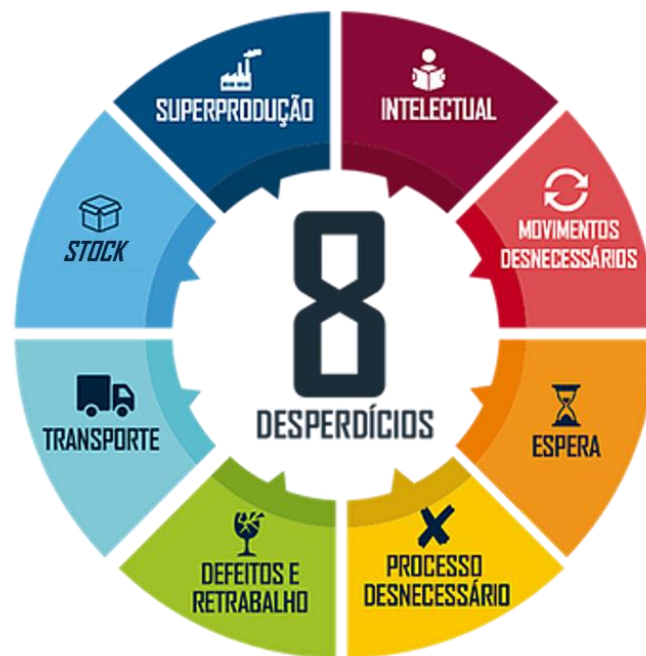 SUPERPRODUÇÃO
INTELECTUAL
MOVIMENTOS
DESNECESSÁRIOS
ESPERA
PROCESSO
DESNECESSÁRIO
DEFEITOS E
RETRABALHO
TRANSPORTE
STOCK
8
DESPERDÍCIOS